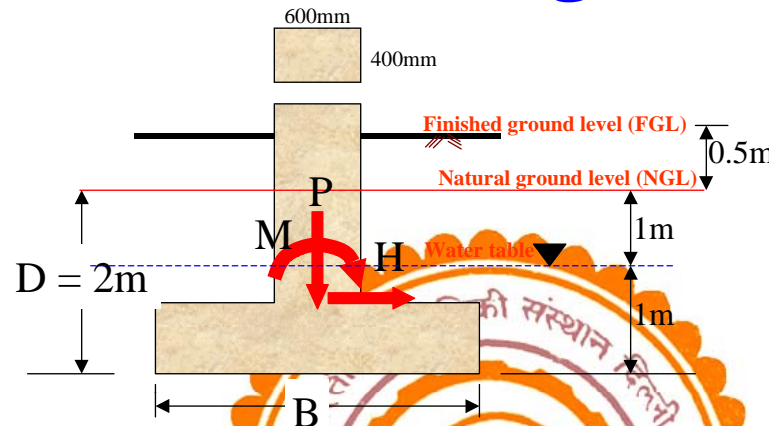 600mm
400mm
Finished ground level (FGL)
0.5m
Natural ground level (NGL)
P
1m
M
H
Water table
D = 2m
1m
संस्थान
B